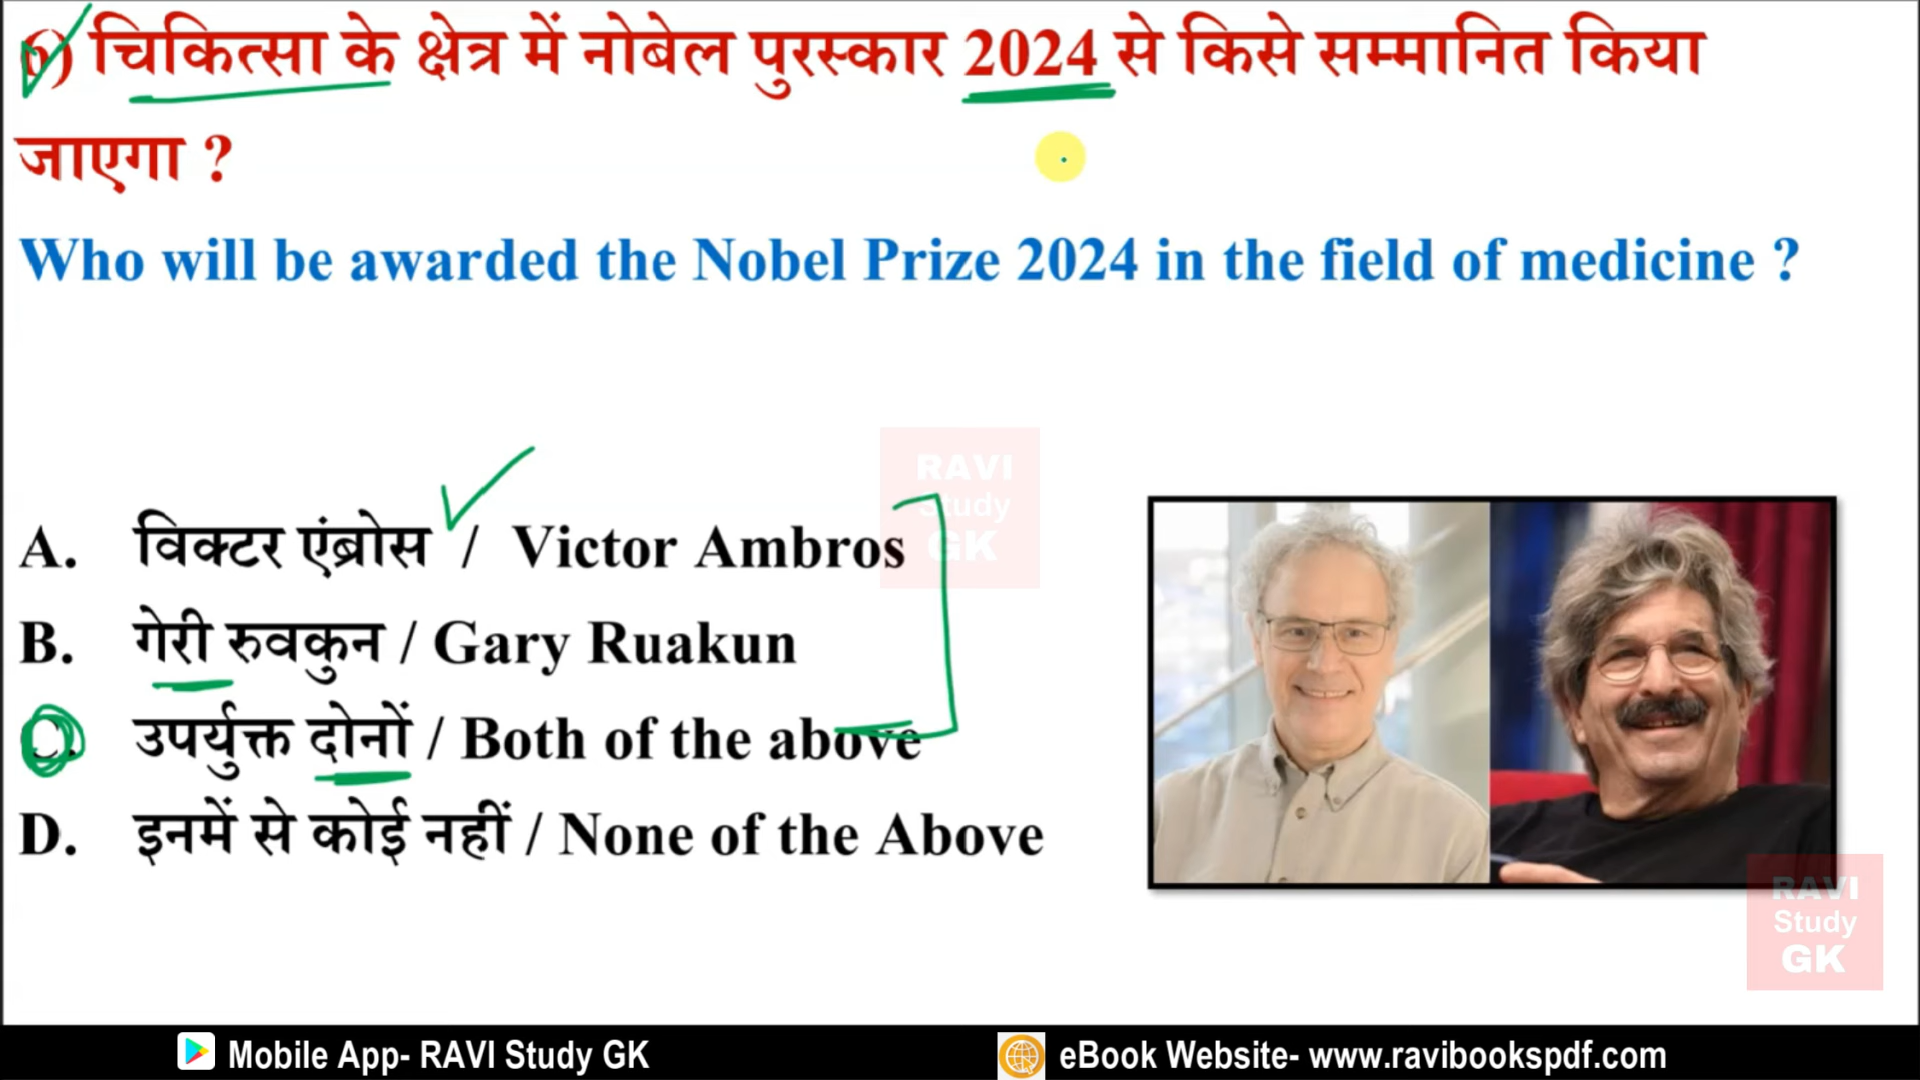 6) चिकित्सा के क्षेत्र में नोबेल पुरस्कार 2024 से किसे सम्मानित किया
जाएगा ?
Who will be awarded the Nobel Prize 2024 in the field of medicine ?
A. विक्टर एंब्रोस / Victor Ambros
B. गेरी रुवकुन / Gary Ruakun
C. उपर्युक्त दोनों / Both of the above
D. इनमें से कोई नहीं / None of the Above
RAVI
Study
GK
RAVI
Study
GK
Mobile App- RAVI Study GK
eBook Website- www.ravibookspdf.com